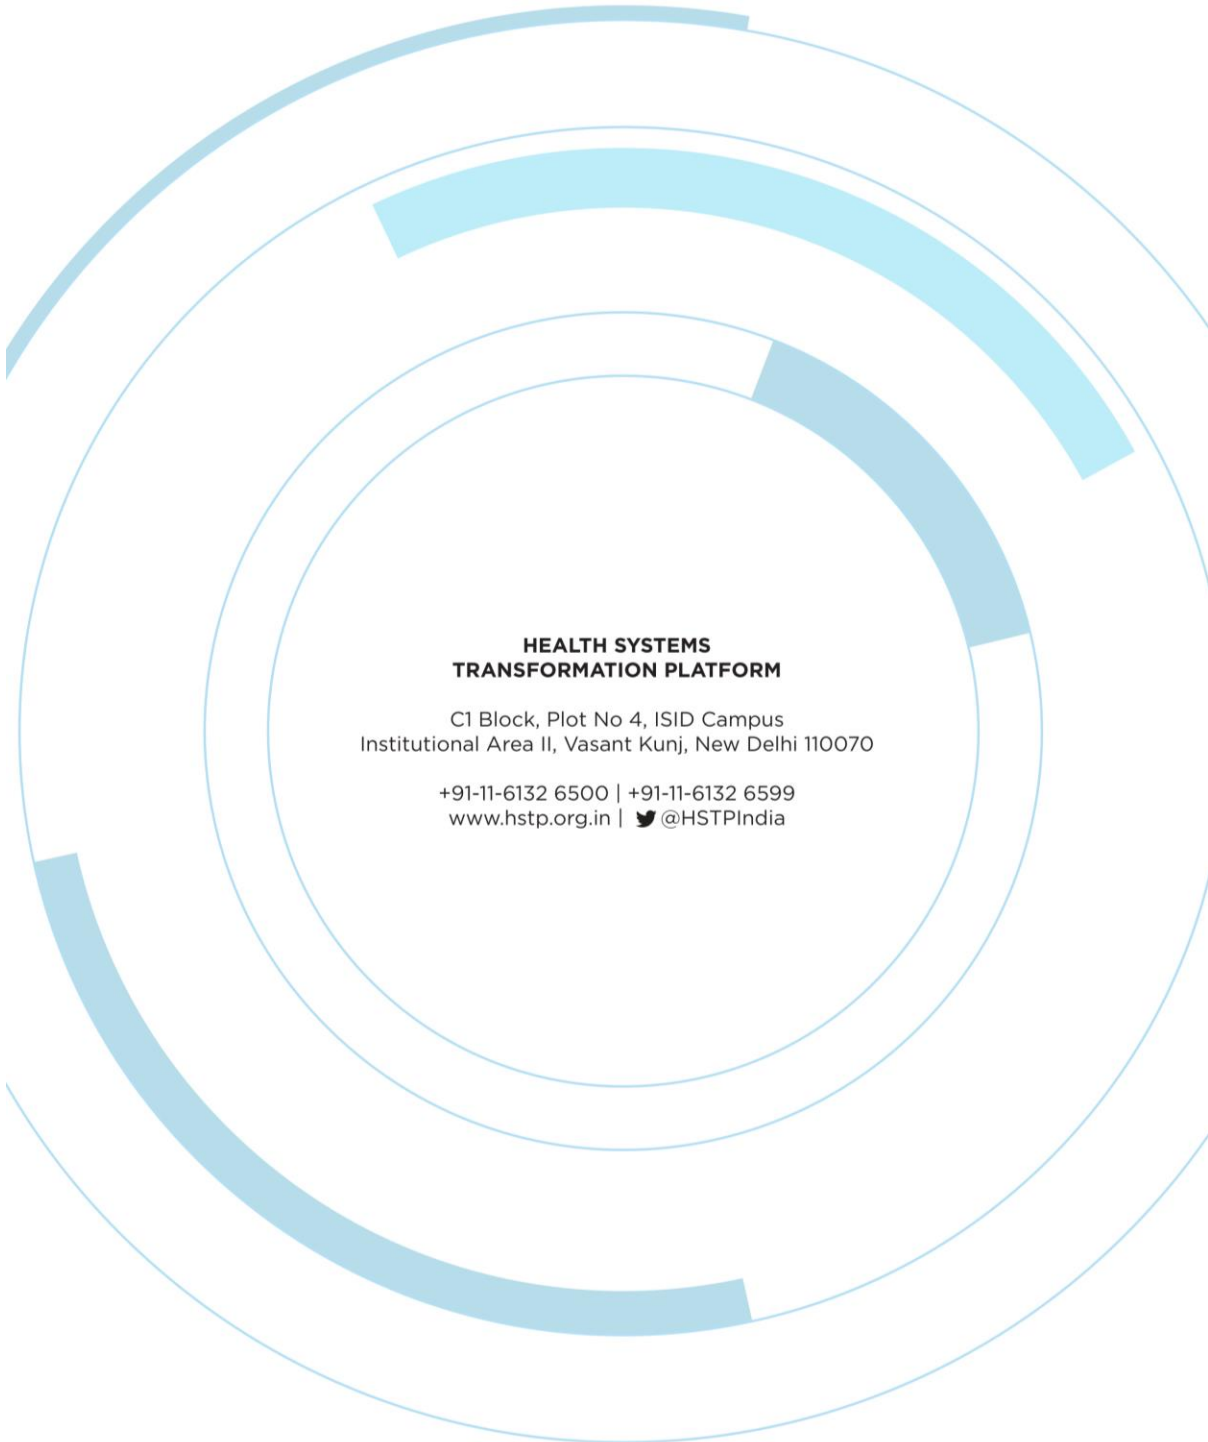 HEALTH SYSTEMS
TRANSFORMATION PLATFORM
C1 Block, Plot No 4, ISID Campus
Institutional Area II, Vasant Kunj, New Delhi 110070
+91-11-6132 6500 | +91-11-6132 6599
www.hstp.org.in | @HSTPIndia